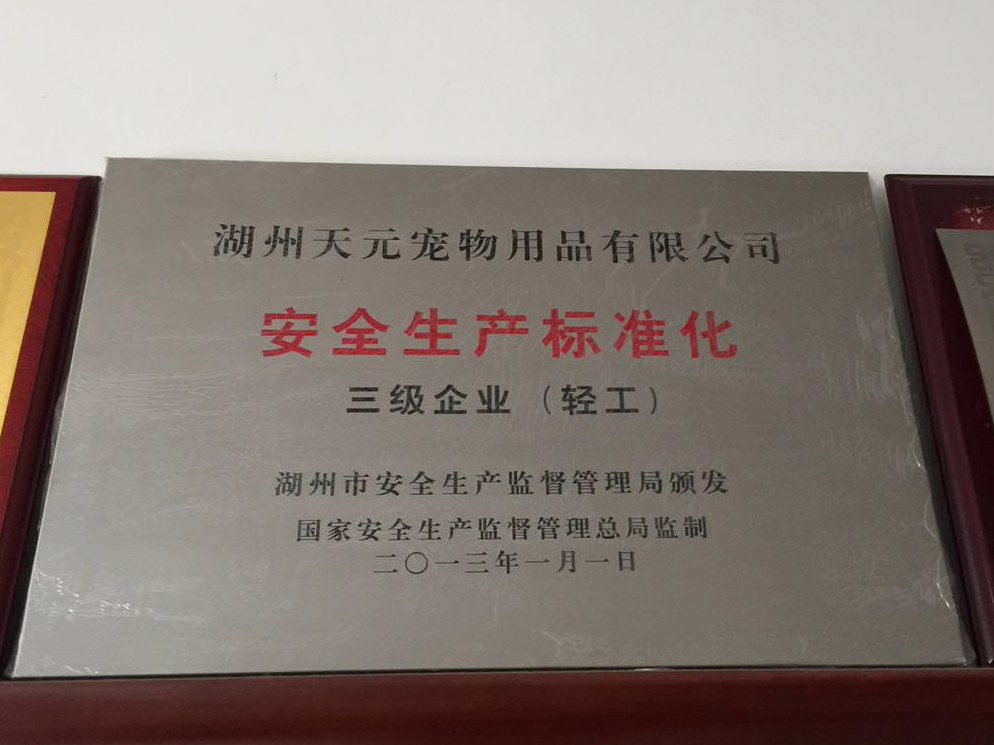 湖州天元宠物用品有限公司
安全生产标准化
三级企业（轻工）
湖州市安全生产监督管理局颁发
国家安全生产监督管理总局监制
二〇一三年一月一日